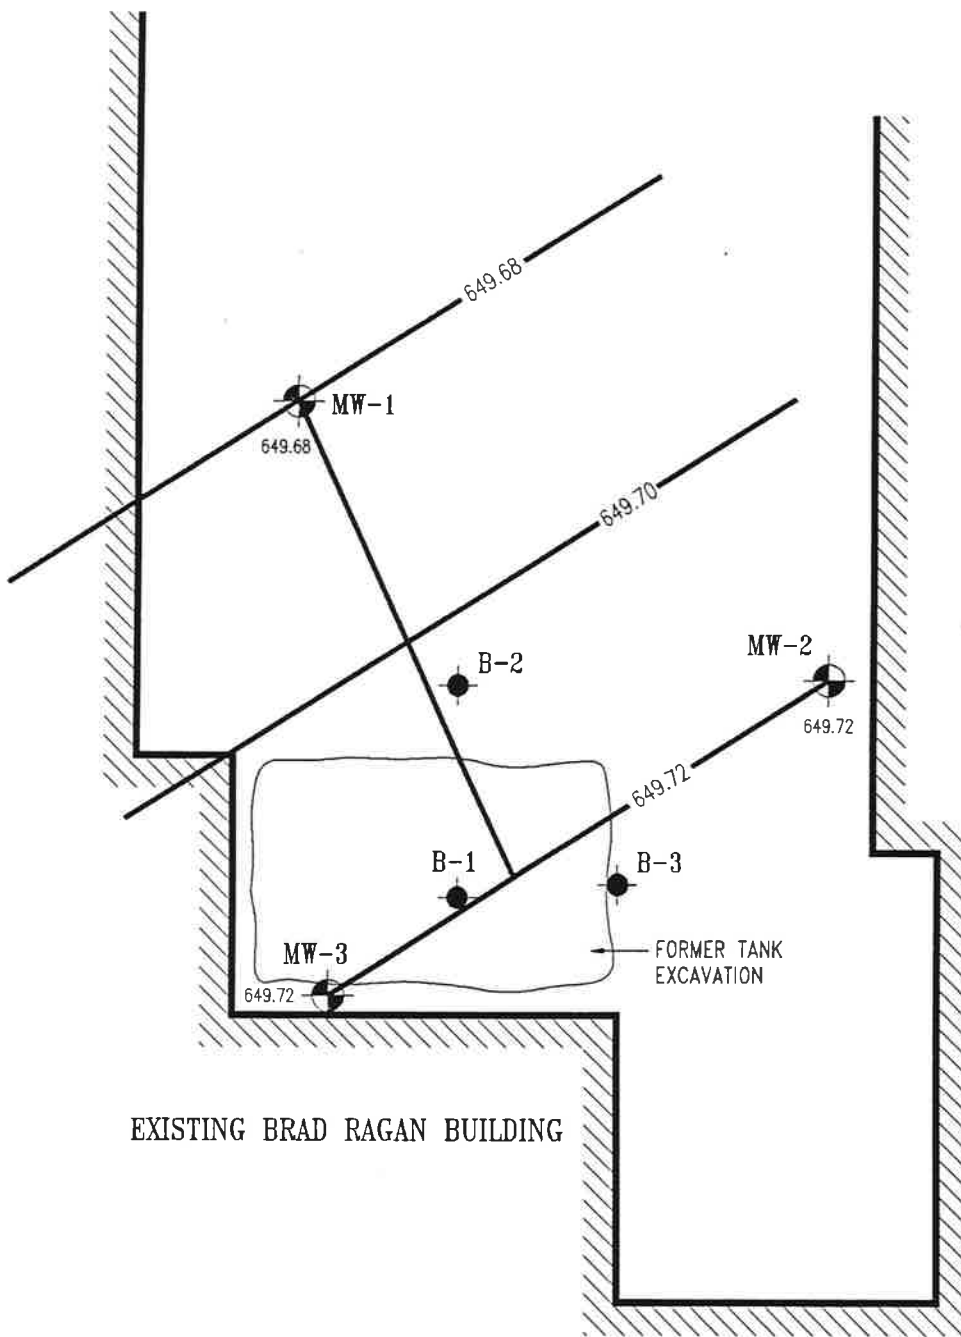 649.68
MW-1
649.68
649.70
MW-2
B-2
649.72
649.72
B-1
B-3
MW-3
FORMER TANK
EXCAVATION
649.72
EXISTING BRAD RAGAN BUILDING